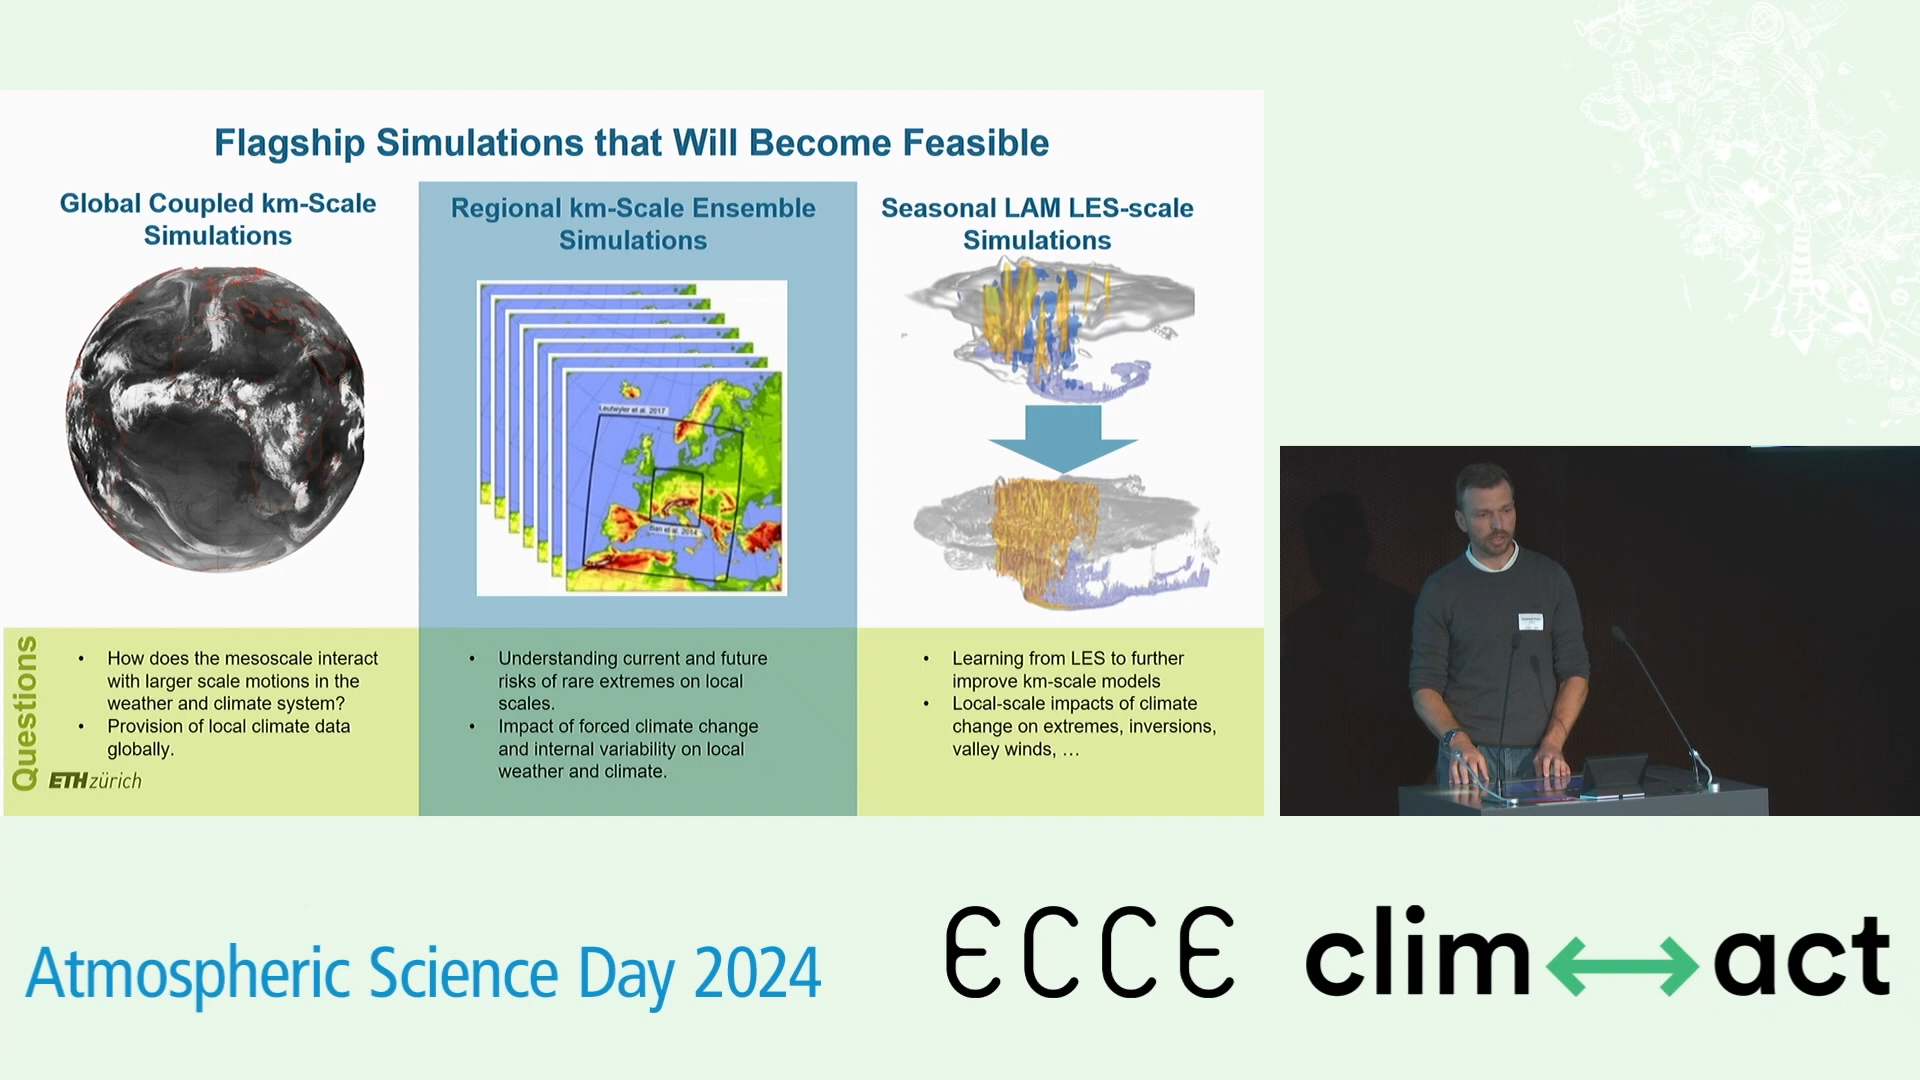 Flagship Simulations that Will Become Feasible
Global Coupled km-Scale
Simulations
Regional km-Scale Ensemble
Simulations
Leutwyler et al. 2017
Ban et al. 2014
Seasonal LAM LES-scale
Simulations
Questions
• How does the mesoscale interact
with larger scale motions in the
weather and climate system?
• Provision of local climate data
globally.
ETH zürich
• Understanding current and future
risks of rare extremes on local
scales.
• Impact of forced climate change
and internal variability on local
weather and climate.
• Learning from LES to further
improve km-scale models
• Local-scale impacts of climate
change on extremes, inversions,
valley winds, …
Atmospheric Science Day 2024
ECCE
clim act